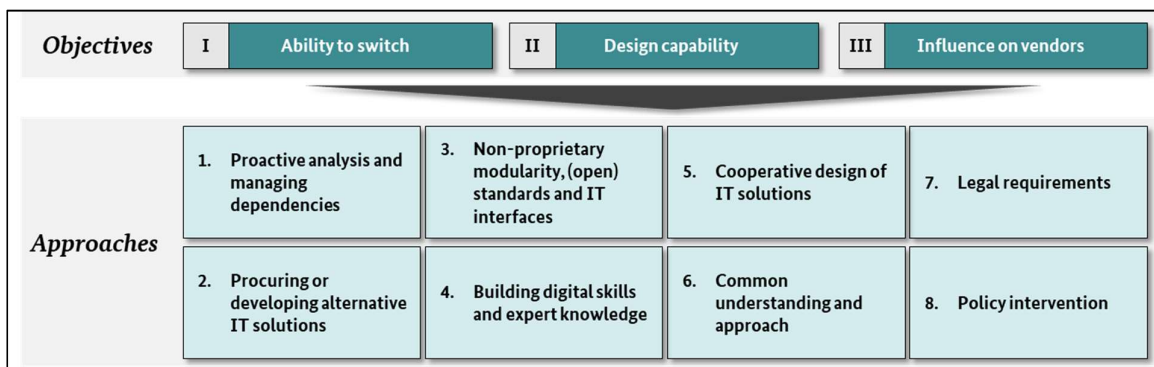 Objectives
I Ability to switch
II Design capability
III Influence on vendors
Approaches
1. Proactive analysis and
managing
dependencies
3. Non-proprietary
modularity, (open)
standards and IT
interfaces
5. Cooperative design of
IT solutions
7. Legal requirements
2. Procuring or
developing alternative
IT solutions
4. Building digital skills
and expert knowledge
6. Common
understanding and
approach
8. Policy intervention